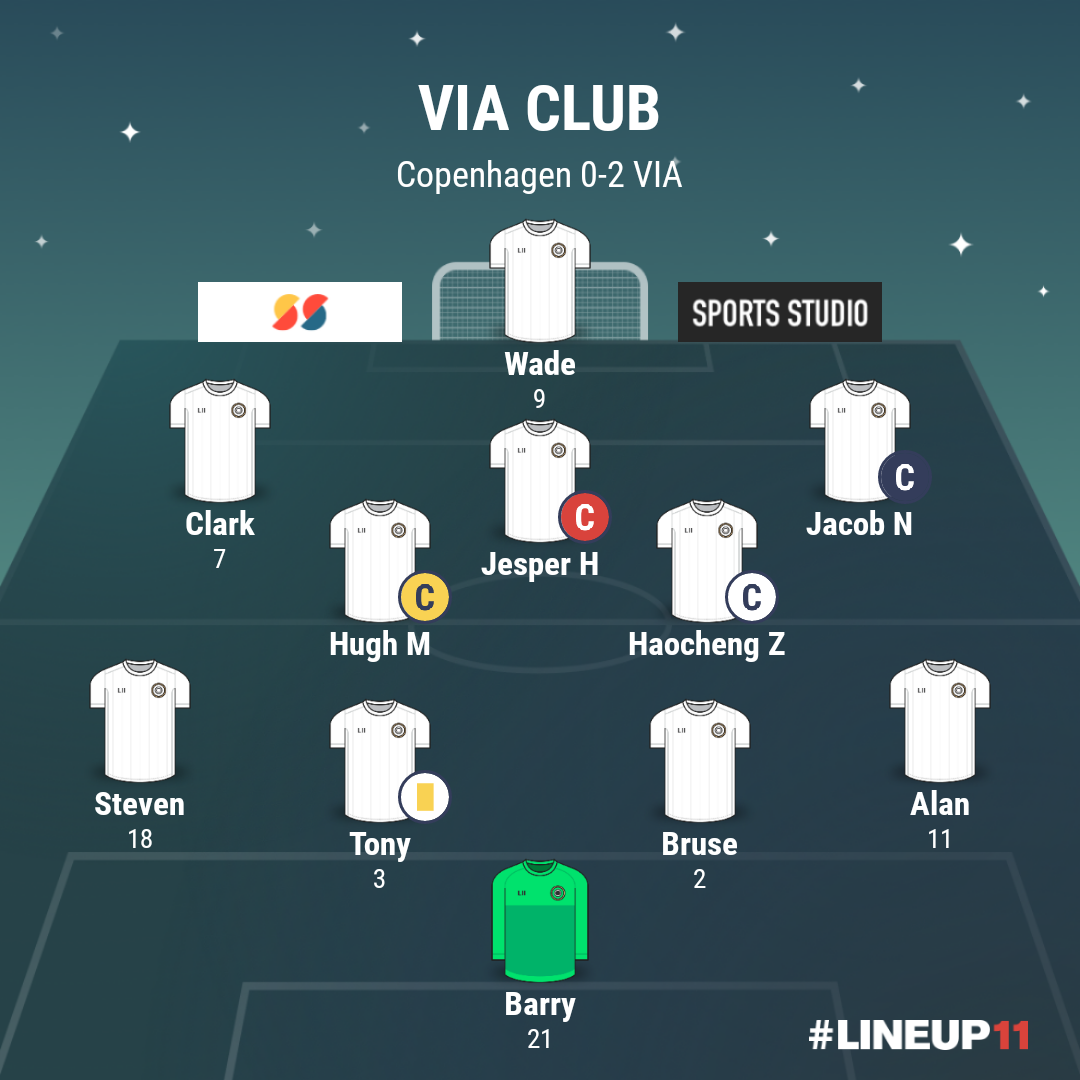 VIA CLUB
Copenhagen 0-2 VIA
SPORTS STUDIO
Wade
9
Clark
7
Jesper H
C
Jacob N
C
Hugh M
C
Haocheng Z
C
Steven
18
Tony
3
Bruse
2
Alan
11
Barry
21
#LINEUP11